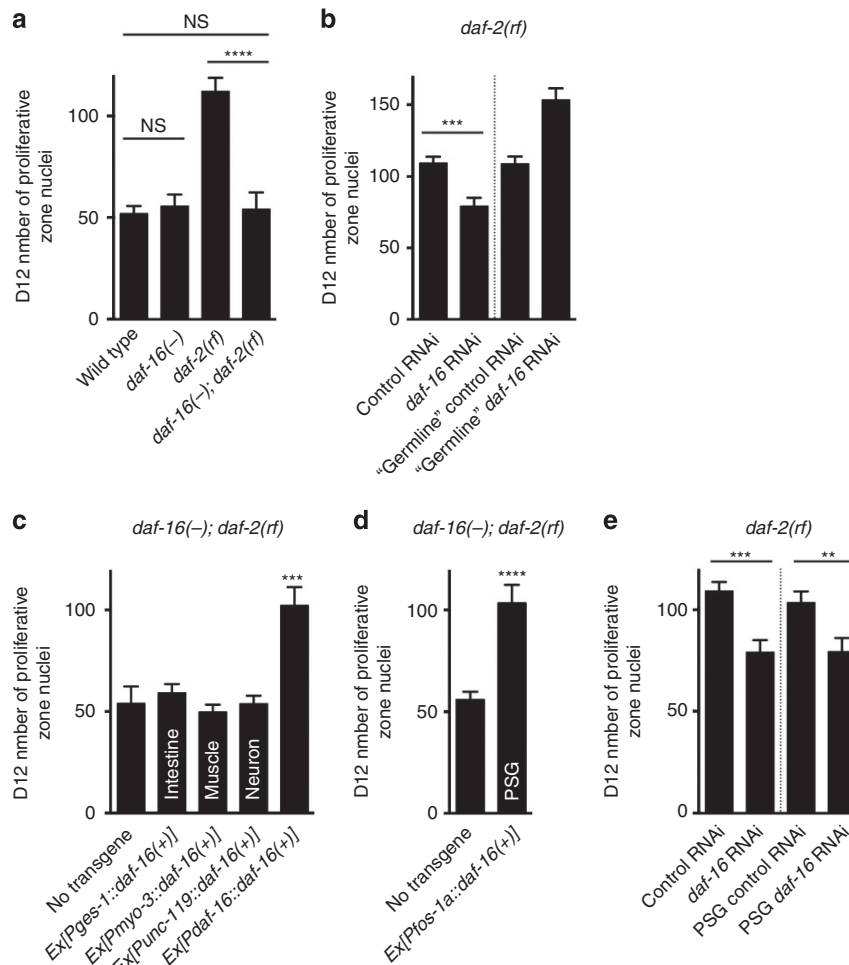 a
NS
****
NS
100
50
0
D12 nmber of proliferative
zone nuclei
Wild type
daf-16(–)
daf-2(rf)
daf-16(–); daf-2(rf)
b
daf-2(rf)
***
150
100
50
0
D12 nmber of proliferative
zone nuclei
Control RNAi
daf-16 RNAi
“Germline” control RNAi
“Germline” daf-16 RNAi
c
daf-16(–); daf-2(rf)
***
100
50
0
D12 nmber of proliferative
zone nuclei
Intestine
Muscle
Neuron
No transgene
Ex[Pges-1::daf-16(+)]
Ex[Pmyo-3::daf-16(+)]
Ex[Punc-119::daf-16(+)]
Ex[Pdaf-16::daf-16(+)]
d
daf-16(–); daf-2(rf)
****
100
50
0
D12 nmber of proliferative
zone nuclei
PSG
No transgene
Ex[Pfos-1a::daf-16(+)]
e
daf-2(rf)
***
**
100
50
0
D12 nmber of proliferative
zone nuclei
Control RNAi
daf-16 RNAi
PSG control RNAi
PSG daf-16 RNAi